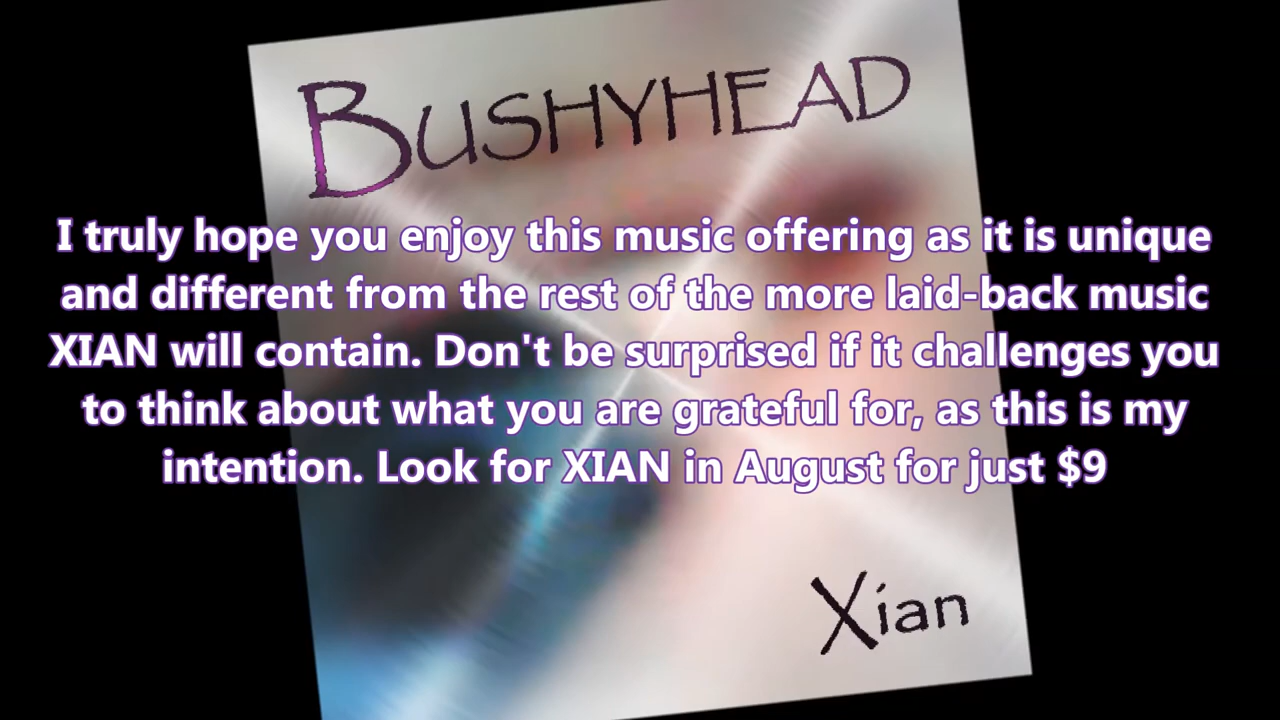 BUSHYHEAD
I truly hope you enjoy this music offering as it is unique
and different from the rest of the more laid-back music
XIAN will contain. Don't be surprised if it challenges you
to think about what you are grateful for, as this is my
intention. Look for XIAN in August for just $9
Xian